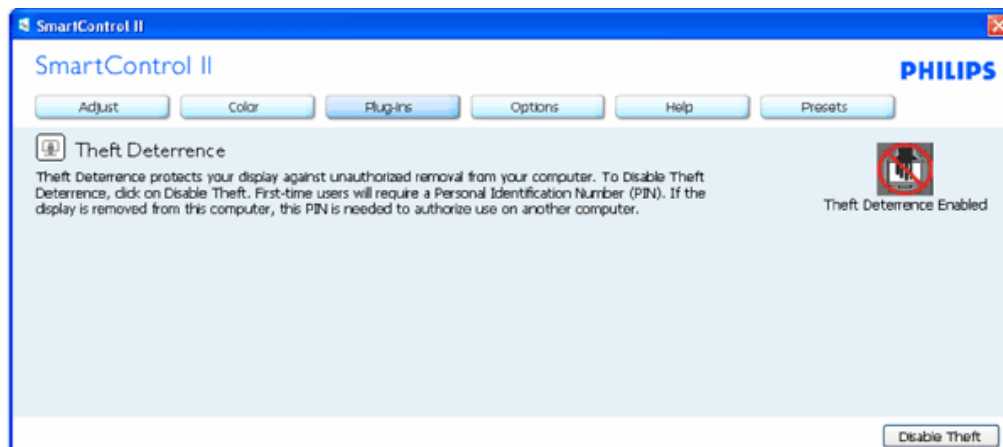 SmartControl II
SmartControl II
PHILIPS
Adjust Color Plug-Ins Options Help Presets
Theft Deterrence
Theft Deterrence protects your display against unauthorized removal from your computer. To Disable Theft
Deterrence, click on Disable Theft. First-time users will require a Personal Identification Number (PIN). If the
display is removed from this computer, this PIN is needed to authorize use on another computer.
Theft Deterrence Enabled
Disable Theft